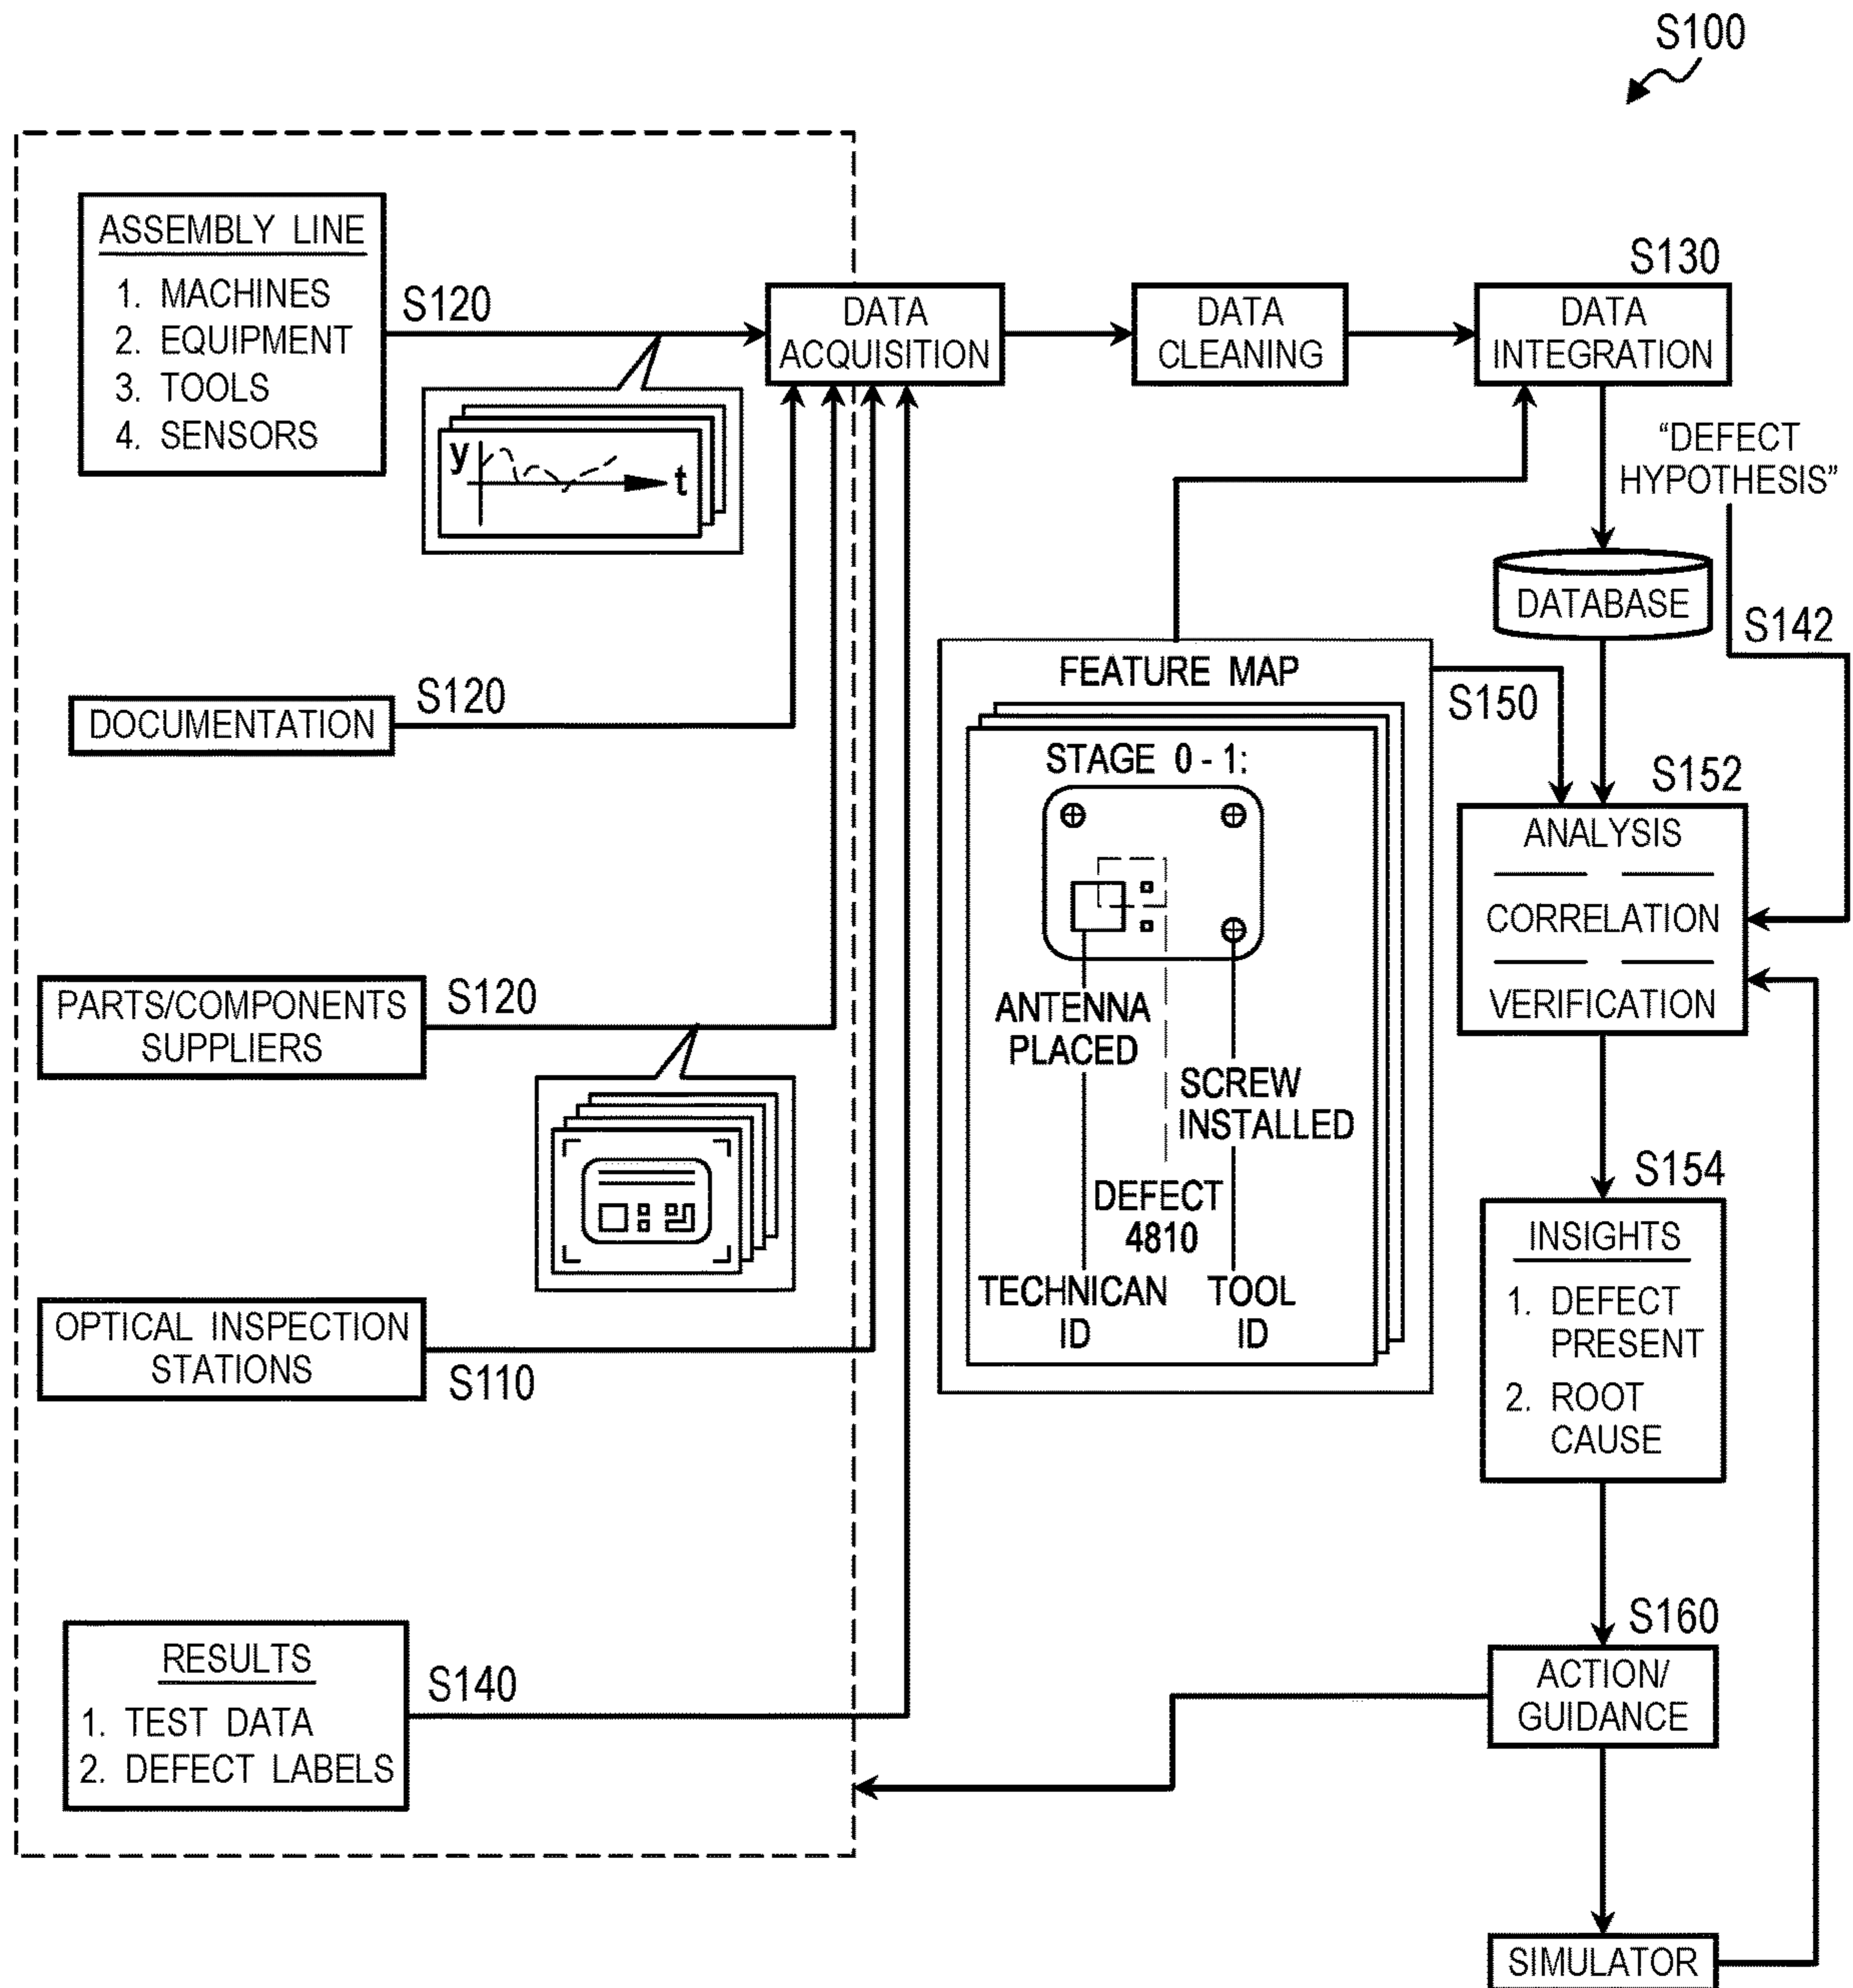 S100
ASSEMBLY LINE
1. MACHINES
2. EQUIPMENT
3. TOOLS
4. SENSORS
S120
y
t
DATA
ACQUISITION
DATA
CLEANING
S130
DATA
INTEGRATION
"DEFECT
HYPOTHESIS"
DATABASE
S142
DOCUMENTATION
S120
PARTS/COMPONENTS
SUPPLIERS
S120
OPTICAL INSPECTION
STATIONS
S110
RESULTS
1. TEST DATA
2. DEFECT LABELS
S140
FEATURE MAP
S150
STAGE 0 - 1:
ANTENNA
PLACED
SCREW
INSTALLED
DEFECT
4810
TECHNICAN
ID
TOOL
ID
S152
ANALYSIS
CORRELATION
VERIFICATION
S154
INSIGHTS
1. DEFECT
PRESENT
2. ROOT
CAUSE
S160
ACTION/
GUIDANCE
SIMULATOR